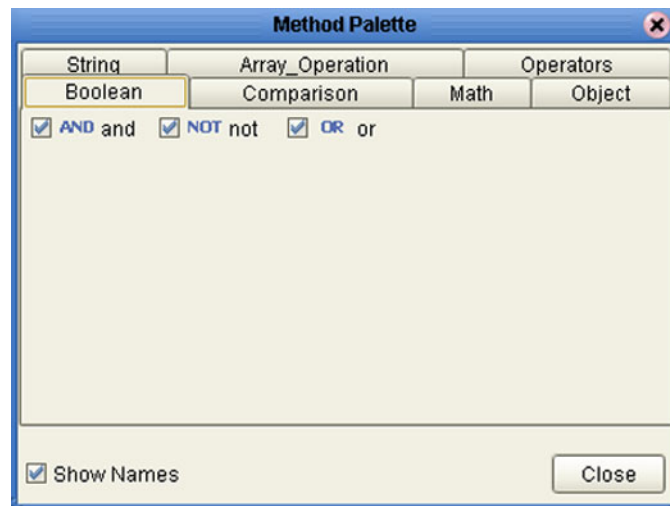 Method Palette
String Array_Operation Operators
Boolean Comparison Math Object
AND and NOT not OR or
Show Names Close